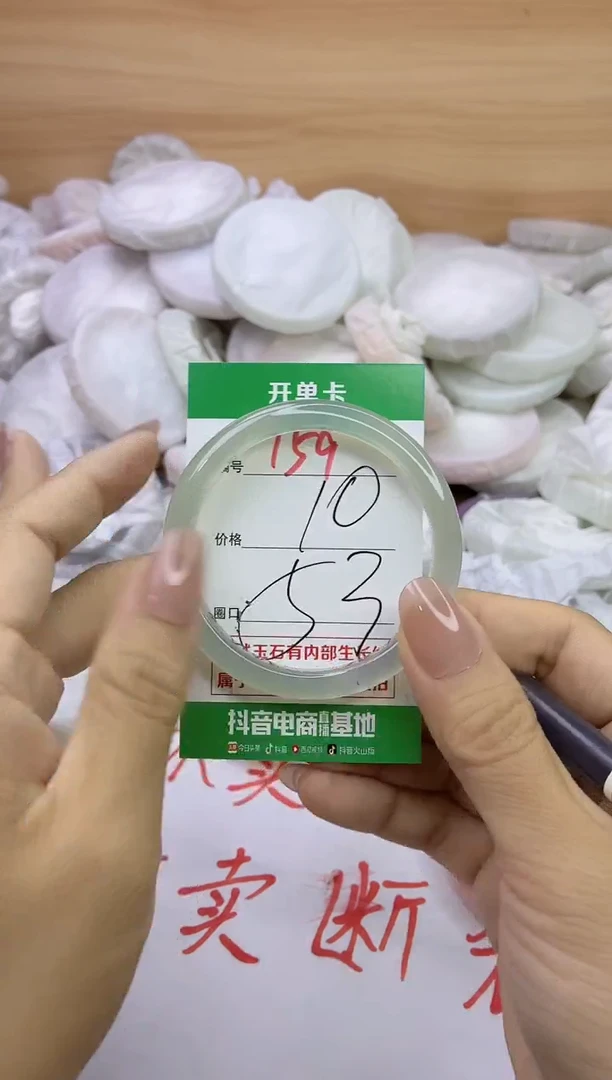 开单卡
号 159
价格 10
圈口 53
玉石有内部生长
属于
抖音电商直播基地
今日头条 抖音 西瓜视频 抖音火山版
卖
卖断